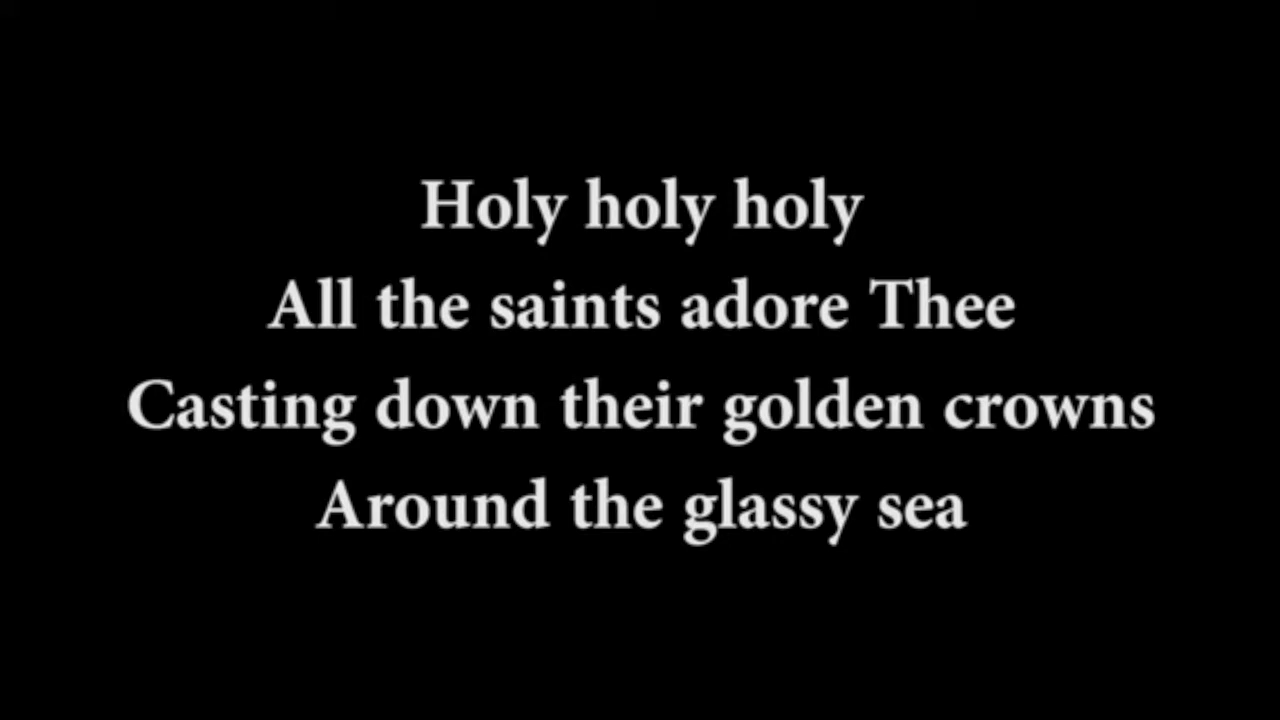 Holy holy holy
All the saints adore Thee
Casting down their golden crowns
Around the glassy sea